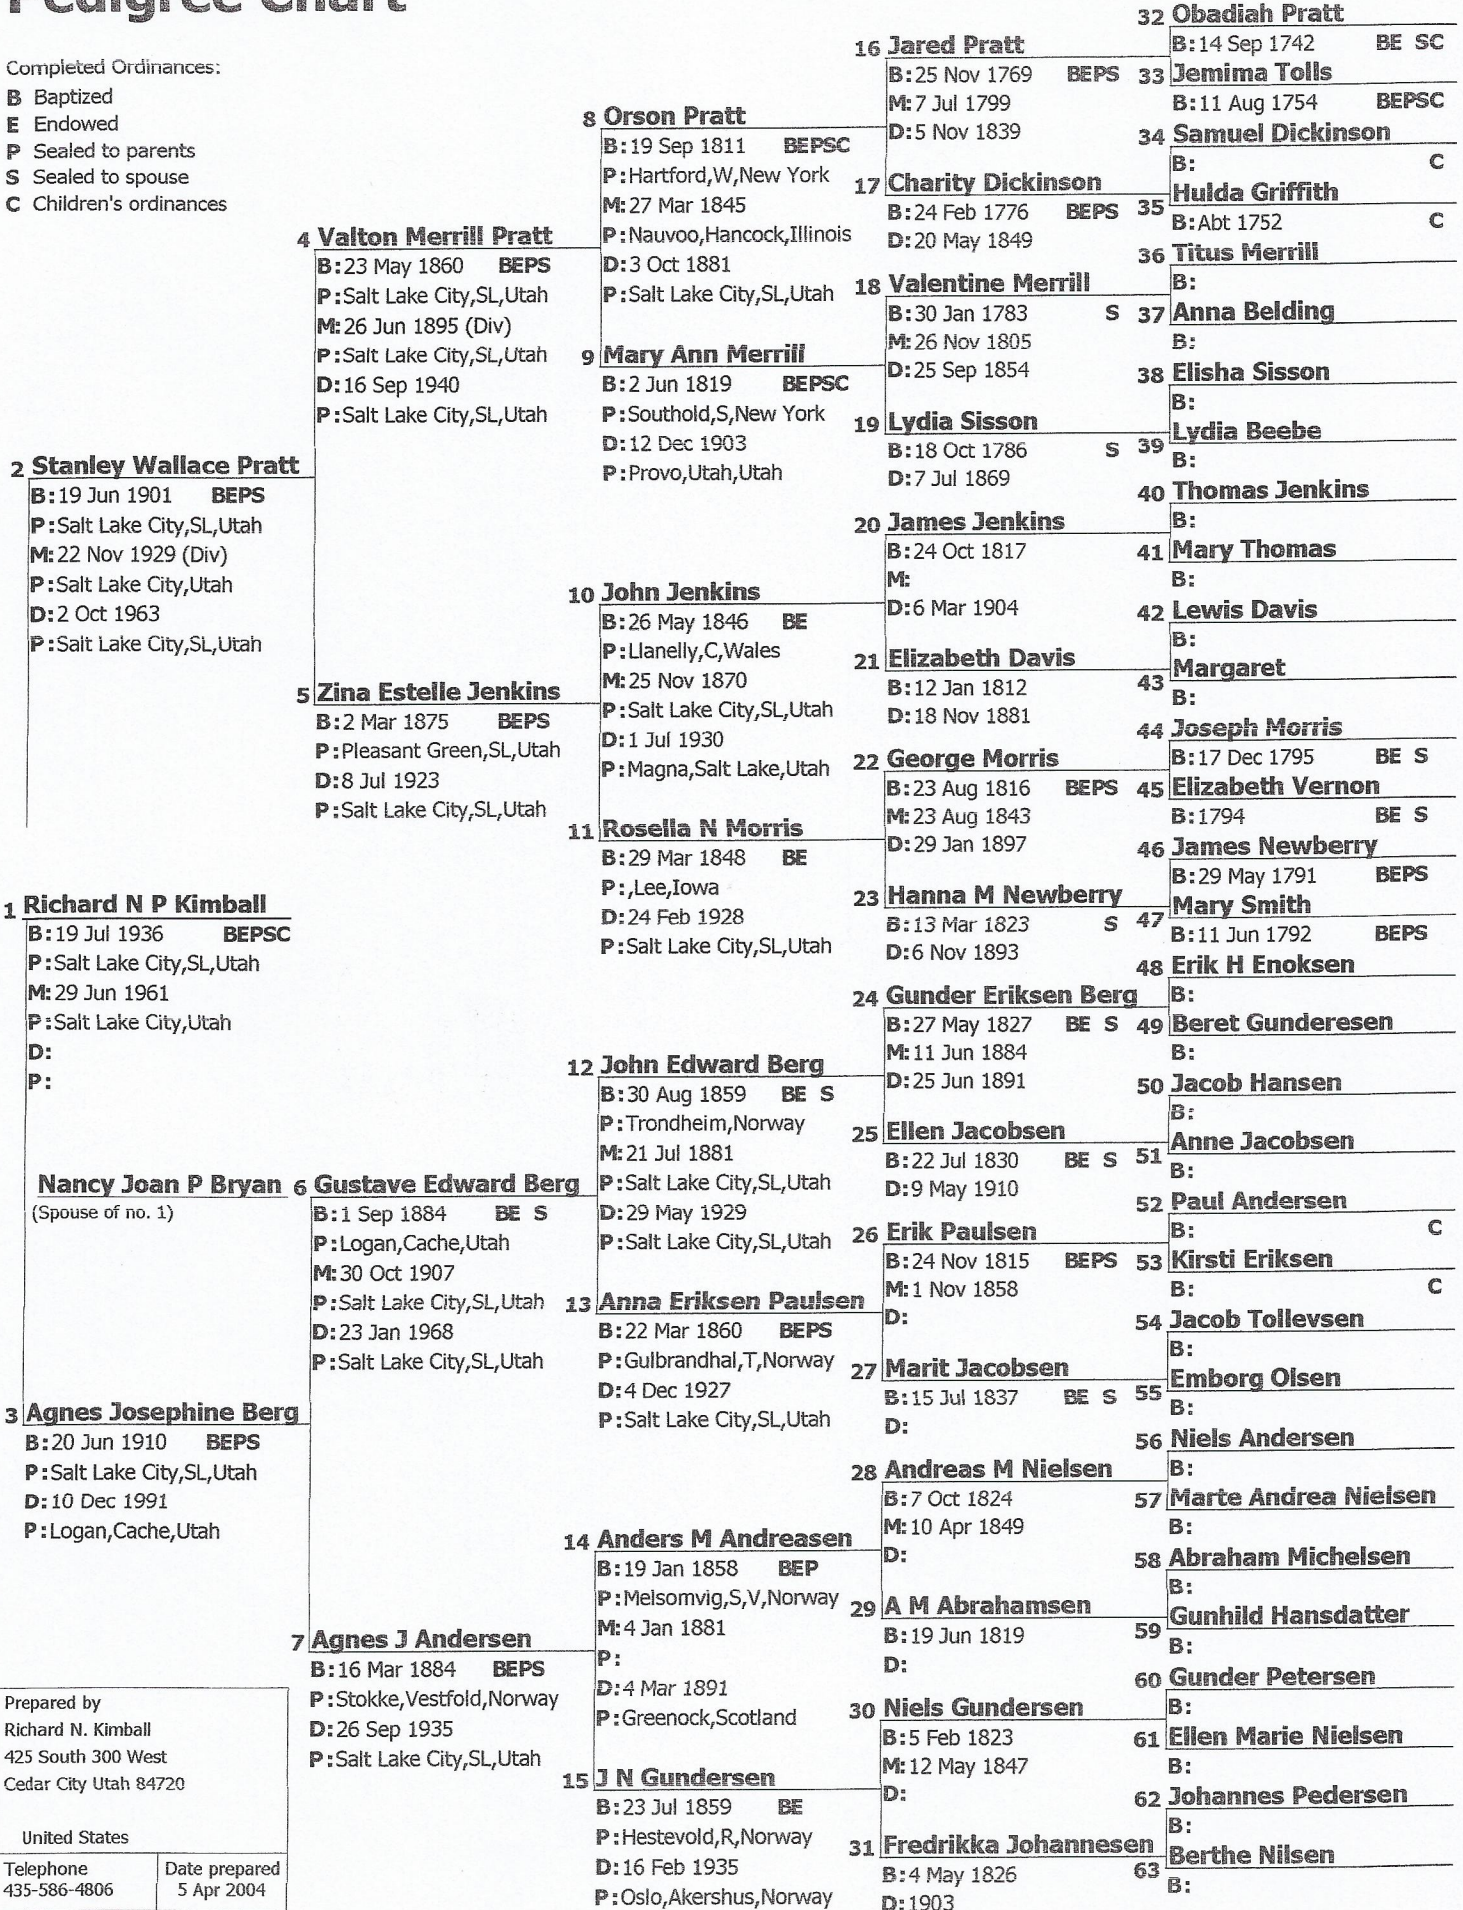 Pedigree Chart
Completed Ordinances:
B Baptized
E Endowed
P Sealed to parents
S Sealed to spouse
C Children's ordinances
1 Richard N P Kimball
B: 19 Jul 1936 BEPSC
P: Salt Lake City,SL,Utah
M: 29 Jun 1961
P: Salt Lake City,Utah
D:
P:
Nancy Joan P Bryan
(Spouse of no. 1)
2 Stanley Wallace Pratt
B: 19 Jun 1901 BEPS
P: Salt Lake City,SL,Utah
M: 22 Nov 1929 (Div)
P: Salt Lake City,Utah
D: 2 Oct 1963
P: Salt Lake City,SL,Utah
3 Agnes Josephine Berg
B: 20 Jun 1910 BEPS
P: Salt Lake City,SL,Utah
D: 10 Dec 1991
P: Logan,Cache,Utah
4 Valton Merrill Pratt
B: 23 May 1860 BEPS
P: Salt Lake City,SL,Utah
M: 26 Jun 1895 (Div)
P: Salt Lake City,SL,Utah
D: 16 Sep 1940
P: Salt Lake City,SL,Utah
5 Zina Estelle Jenkins
B: 2 Mar 1875 BEPS
P: Pleasant Green,SL,Utah
D: 8 Jul 1923
P: Salt Lake City,SL,Utah
6 Gustave Edward Berg
B: 1 Sep 1884 BE S
P: Logan,Cache,Utah
M: 30 Oct 1907
P: Salt Lake City,SL,Utah
D: 23 Jan 1968
P: Salt Lake City,SL,Utah
7 Agnes J Andersen
B: 16 Mar 1884 BEPS
P: Stokke,Vestfold,Norway
D: 26 Sep 1935
P: Salt Lake City,SL,Utah
8 Orson Pratt
B: 19 Sep 1811 BEPSC
P: Hartford,W,New York
M: 27 Mar 1845
P: Nauvoo,Hancock,Illinois
D: 3 Oct 1881
P: Salt Lake City,SL,Utah
9 Mary Ann Merrill
B: 2 Jun 1819 BEPSC
P: Southold,S,New York
D: 12 Dec 1903
P: Provo,Utah,Utah
10 John Jenkins
B: 26 May 1846 BE
P: Llanelly,C,Wales
M: 25 Nov 1870
P: Salt Lake City,SL,Utah
D: 1 Jul 1930
P: Magna,Salt Lake,Utah
11 Rosella N Morris
B: 29 Mar 1848 BE
P: ,Lee,Iowa
D: 24 Feb 1928
P: Salt Lake City,SL,Utah
12 John Edward Berg
B: 30 Aug 1859 BE S
P: Trondheim,Norway
M: 21 Jul 1881
P: Salt Lake City,SL,Utah
D: 29 May 1929
P: Salt Lake City,SL,Utah
13 Anna Eriksen Paulsen
B: 22 Mar 1860 BEPS
P: Gulbrandhal,T,Norway
D: 4 Dec 1927
P: Salt Lake City,SL,Utah
14 Anders M Andreasen
B: 19 Jan 1858 BEP
P: Melsomvig,S,V,Norway
M: 4 Jan 1881
P:
D: 4 Mar 1891
P: Greenock,Scotland
15 J N Gundersen
B: 23 Jul 1859 BE
P: Hestevold,R,Norway
D: 16 Feb 1935
P: Oslo,Akershus,Norway
16 Jared Pratt
B: 25 Nov 1769 BEPS
M: 7 Jul 1799
D: 5 Nov 1839
17 Charity Dickinson
B: 24 Feb 1776 BEPS
D: 20 May 1849
18 Valentine Merrill
B: 30 Jan 1783 S
M: 26 Nov 1805
D: 25 Sep 1854
19 Lydia Sisson
B: 18 Oct 1786 S
D: 7 Jul 1869
20 James Jenkins
B: 24 Oct 1817
M:
D: 6 Mar 1904
21 Elizabeth Davis
B: 12 Jan 1812
D: 18 Nov 1881
22 George Morris
B: 23 Aug 1816 BEPS
M: 23 Aug 1843
D: 29 Jan 1897
23 Hanna M Newberry
B: 13 Mar 1823 S
D: 6 Nov 1893
24 Gunder Eriksen Berg
B: 27 May 1827 BE S
M: 11 Jun 1884
D: 25 Jun 1891
25 Ellen Jacobsen
B: 22 Jul 1830 BE S
D: 9 May 1910
26 Erik Paulsen
B: 24 Nov 1815 BEPS
M: 1 Nov 1858
D:
27 Marit Jacobsen
B: 15 Jul 1837 BE S
D:
28 Andreas M Nielsen
B: 7 Oct 1824
M: 10 Apr 1849
D:
29 A M Abrahamsen
B: 19 Jun 1819
D:
30 Niels Gundersen
B: 5 Feb 1823
M: 12 May 1847
D:
31 Fredrikka Johannesen
B: 4 May 1826
D: 1903
32 Obadiah Pratt
B: 14 Sep 1742 BE SC
33 Jemima Tolls
B: 11 Aug 1754 BEPSC
34 Samuel Dickinson
B: C
35 Hulda Griffith
B: Abt 1752 C
36 Titus Merrill
B:
37 Anna Belding
B:
38 Elisha Sisson
B:
39 Lydia Beebe
B:
40 Thomas Jenkins
B:
41 Mary Thomas
B:
42 Lewis Davis
B:
43 Margaret
B:
44 Joseph Morris
B: 17 Dec 1795 BE S
45 Elizabeth Vernon
B: 1794 BE S
46 James Newberry
B: 29 May 1791 BEPS
47 Mary Smith
B: 11 Jun 1792 BEPS
48 Erik H Enoksen
B:
49 Beret Gunderesen
B:
50 Jacob Hansen
B:
51 Anne Jacobsen
B:
52 Paul Andersen
B: C
53 Kirsti Eriksen
B: C
54 Jacob Tollevsen
B:
55 Emborg Olsen
B:
56 Niels Andersen
B:
57 Marte Andrea Nielsen
B:
58 Abraham Michelsen
B:
59 Gunhild Hansdatter
B:
60 Gunder Petersen
B:
61 Ellen Marie Nielsen
B:
62 Johannes Pedersen
B:
63 Berthe Nilsen
B:
Prepared by
Richard N. Kimball
425 South 300 West
Cedar City Utah 84720
United States
Telephone
435-586-4806
Date prepared
5 Apr 2004